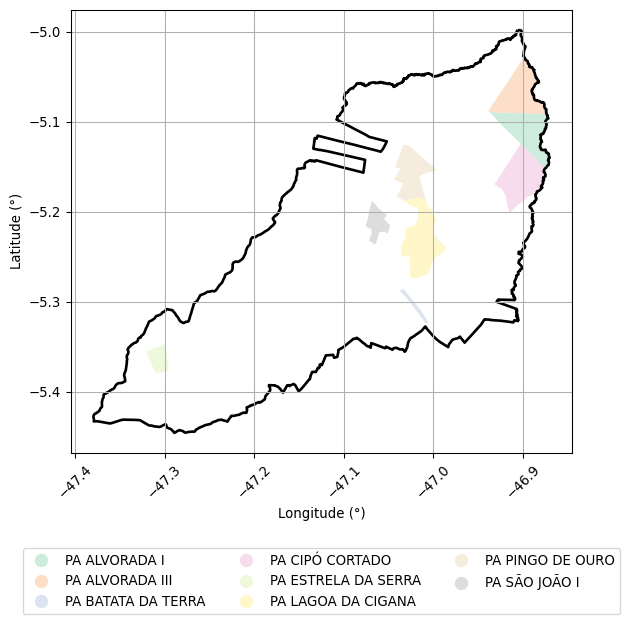 −5.0
−5.1
−5.2
−5.3
−5.4
Latitude (°)
−47.4
−47.3
−47.2
−47.1
−47.0
−46.9
Longitude (°)
PA ALVORADA I
PA ALVORADA III
PA BATATA DA TERRA
PA CIPÓ CORTADO
PA ESTRELA DA SERRA
PA LAGOA DA CIGANA
PA PINGO DE OURO
PA SÃO JOÃO I